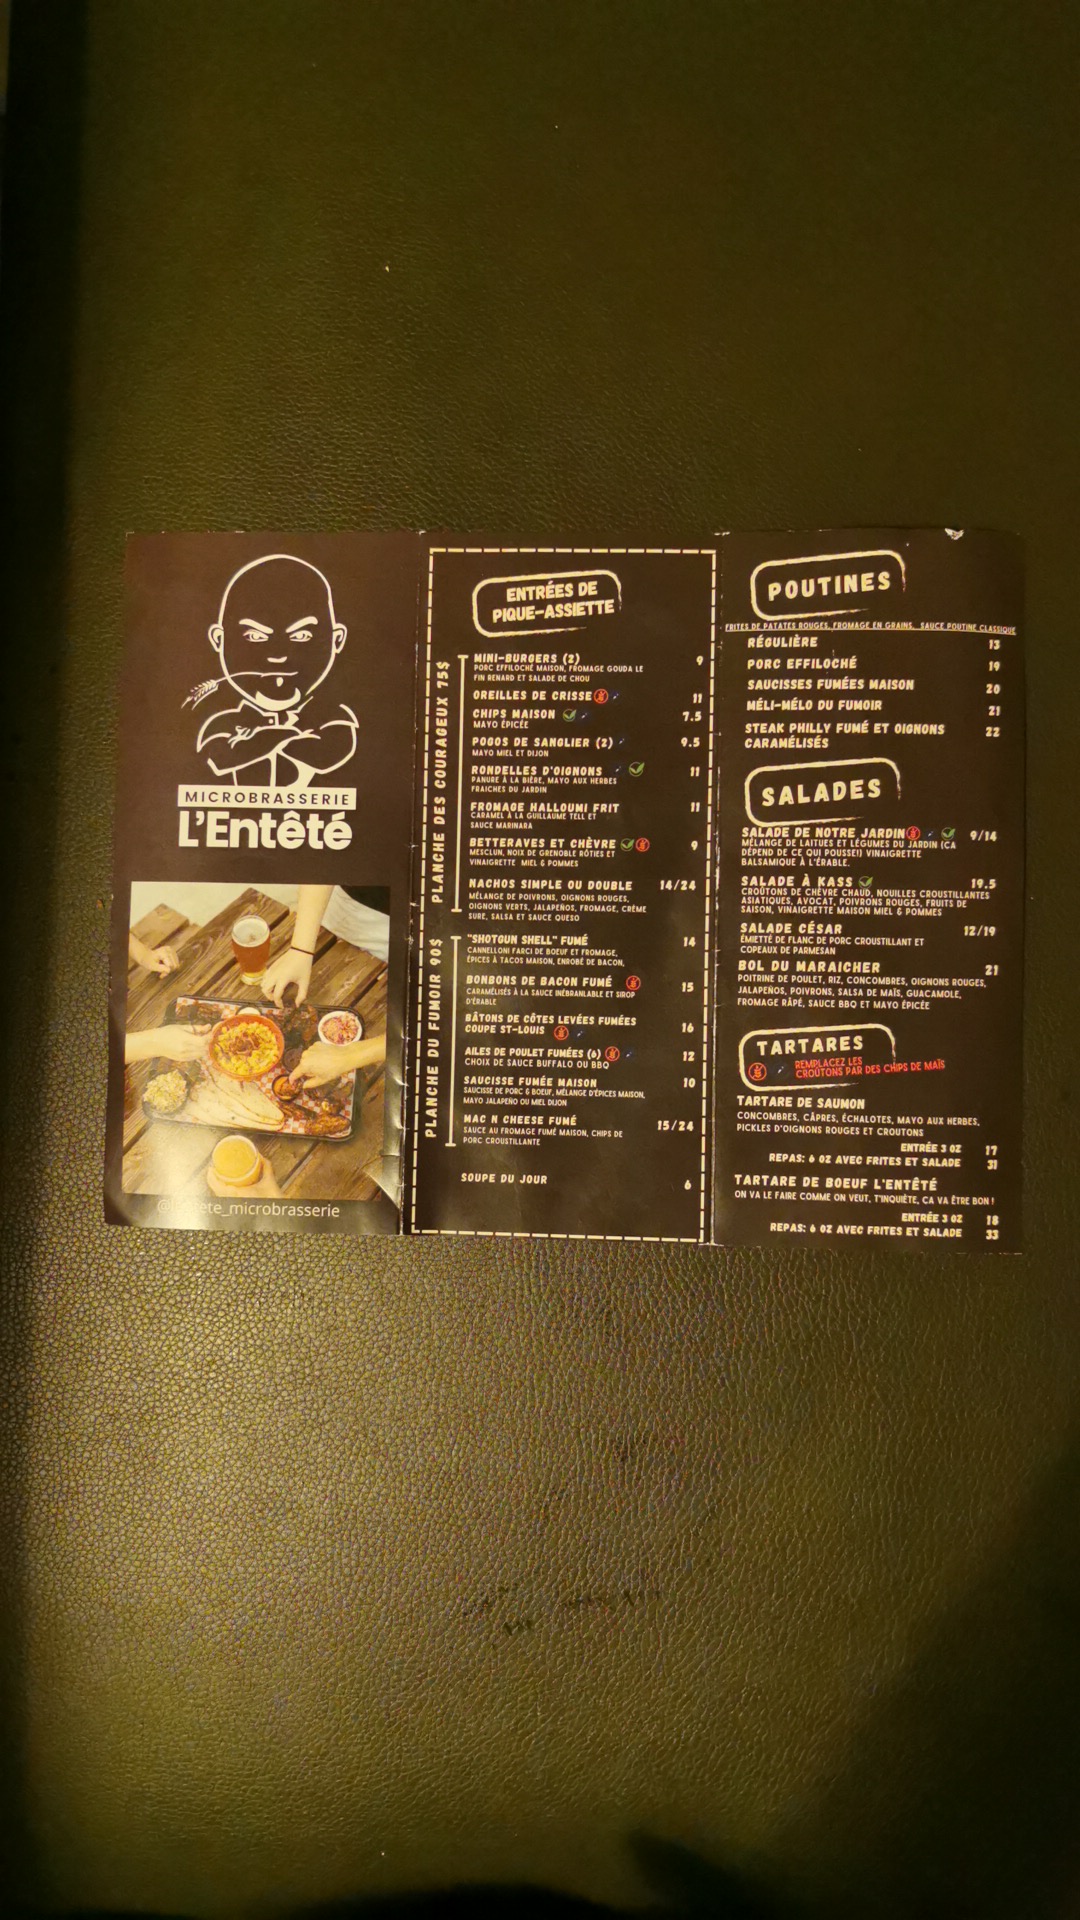 MICROBRASSERIE
L'Entêté
@l'entete_microbrasserie
ENTRÉES DE
PIQUE-ASSIETTE
PLANCHE DES COURAGEUX 75$
MINI-BURGERS (2) 9
PORC EFFILOCHÉ MAISON, FROMAGE GOUDA LE
FIN RENARD ET SALADE DE CHOU
OREILLES DE CRISSE 11
CHIPS MAISON 7.5
MAYO ÉPICÉE
POGOS DE SANGLIER (2) 9.5
MAYO MIEL ET DIJON
RONDELLES D'OIGNONS 11
PANURE À LA BIÈRE, MAYO AUX HERBES
FRAICHES DU JARDIN
FROMAGE HALLOUMI FRIT 11
CARAMEL À LA GUILLAUME TELL ET
SAUCE MARINARA
BETTERAVES ET CHÈVRE 9
MESCLUN, NOIX DE GRENOBLE RÔTIES ET
VINAIGRETTE MIEL & POMMES
NACHOS SIMPLE OU DOUBLE 14/24
MÉLANGE DE POIVRONS, OIGNONS ROUGES,
OIGNONS VERTS, JALAPEÑOS, FROMAGE, CRÈME
SURE, SALSA ET SAUCE QUESO
PLANCHE DU FUMOIR 90$
"SHOTGUN SHELL" FUMÉ 14
CANNELLONI FARCI DE BOEUF ET FROMAGE,
ÉPICES À TACOS MAISON, ENROBÉ DE BACON,
BONBONS DE BACON FUMÉ 15
CARAMÉLISÉS À LA SAUCE INÉBRANLABLE ET SIROP
D'ÉRABLE
BÂTONS DE CÔTES LEVÉES FUMÉES
COUPE ST-LOUIS 16
AILES DE POULET FUMÉES (6) 12
CHOIX DE SAUCE BUFFALO OU BBQ
SAUCISSE FUMÉE MAISON 10
SAUCISSE DE PORC & BOEUF, MÉLANGE D'ÉPICES MAISON,
MAYO JALAPEÑO OU MIEL DIJON
MAC N CHEESE FUMÉ 15/24
SAUCE AU FROMAGE FUMÉ MAISON, CHIPS DE
PORC CROUSTILLANTE
SOUPE DU JOUR 6
POUTINES
FRITES DE PATATES ROUGES, FROMAGE EN GRAINS, SAUCE POUTINE CLASSIQUE
RÉGULIÈRE 13
PORC EFFILOCHÉ 19
SAUCISSES FUMÉES MAISON 20
MÉLI-MÉLO DU FUMOIR 21
STEAK PHILLY FUMÉ ET OIGNONS 22
CARAMÉLISÉS
SALADES
SALADE DE NOTRE JARDIN 9/14
MÉLANGE DE LAITUES ET LÉGUMES DU JARDIN (CA
DÉPEND DE CE QUI POUSSE!) VINAIGRETTE
BALSAMIQUE À L'ÉRABLE.
SALADE À KASS 19.5
CROÛTONS DE CHÈVRE CHAUD, NOUILLES CROUSTILLANTES
ASIATIQUES, AVOCAT, POIVRONS ROUGES, FRUITS DE
SAISON, VINAIGRETTE MAISON MIEL & POMMES
SALADE CÉSAR 12/19
ÉMIETTÉ DE FLANC DE PORC CROUSTILLANT ET
COPEAUX DE PARMESAN
BOL DU MARAICHER 21
POITRINE DE POULET, RIZ, CONCOMBRES, OIGNONS ROUGES,
JALAPEÑOS, POIVRONS, SALSA DE MAÏS, GUACAMOLE,
FROMAGE RÂPÉ, SAUCE BBQ ET MAYO ÉPICÉE
TARTARES
REMPLACEZ LES
CROÛTONS PAR DES CHIPS DE MAÏS
TARTARE DE SAUMON
CONCOMBRES, CÂPRES, ÉCHALOTES, MAYO AUX HERBES,
PICKLES D'OIGNONS ROUGES ET CROUTONS
ENTRÉE 3 OZ 17
REPAS: 6 OZ AVEC FRITES ET SALADE 31
TARTARE DE BOEUF L'ENTÊTÉ
ON VA LE FAIRE COMME ON VEUT, T'INQUIÈTE, CA VA ÊTRE BON !
ENTRÉE 3 OZ 18
REPAS: 6 OZ AVEC FRITES ET SALADE 33